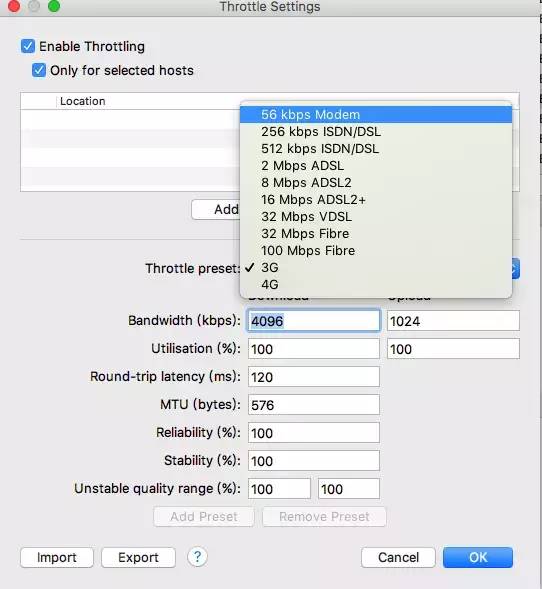 Throttle Settings
Enable Throttling
Only for selected hosts
Location
56 kbps Modem
256 kbps ISDN/DSL
512 kbps ISDN/DSL
2 Mbps ADSL
8 Mbps ADSL2
16 Mbps ADSL2+
32 Mbps VDSL
32 Mbps Fibre
100 Mbps Fibre
3G
4G
Add
Throttle preset:
Download Upload
Bandwidth (kbps): 4096 1024
Utilisation (%): 100 100
Round-trip latency (ms): 120
MTU (bytes): 576
Reliability (%): 100
Stability (%): 100
Unstable quality range (%): 100 100
Add Preset Remove Preset
Import Export ? Cancel OK